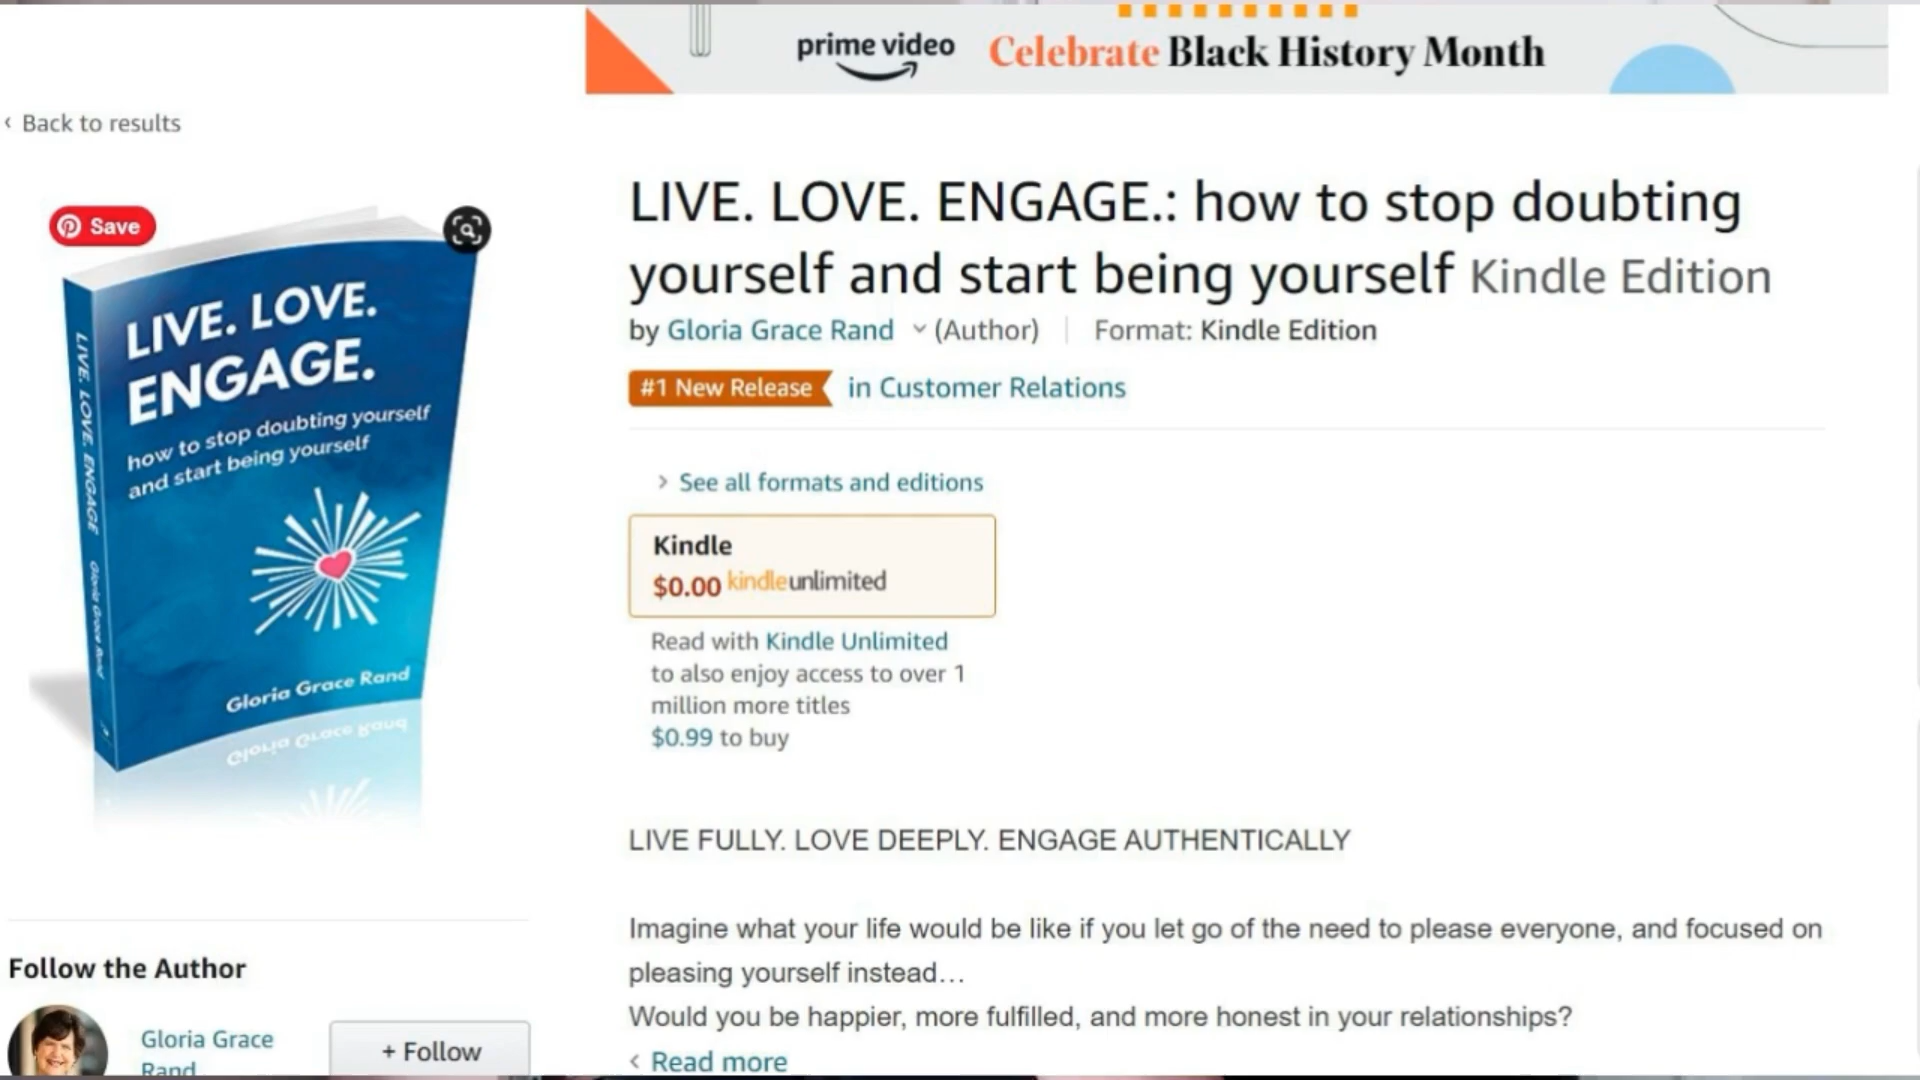 prime video Celebrate Black History Month
‹ Back to results
Save
LIVE. LOVE.
ENGAGE.
how to stop doubting yourself
and start being yourself
Gloria Grace Rand
LIVE. LOVE. ENGAGE Gloria Grace Rand
LIVE. LOVE. ENGAGE.: how to stop doubting
yourself and start being yourself Kindle Edition
by Gloria Grace Rand (Author) | Format: Kindle Edition
#1 New Release in Customer Relations
› See all formats and editions
Kindle
$0.00 kindleunlimited
Read with Kindle Unlimited
to also enjoy access to over 1
million more titles
$0.99 to buy
LIVE FULLY. LOVE DEEPLY. ENGAGE AUTHENTICALLY
Imagine what your life would be like if you let go of the need to please everyone, and focused on
pleasing yourself instead…
Would you be happier, more fulfilled, and more honest in your relationships?
‹ Read more
Follow the Author
Gloria Grace
Rand
+ Follow